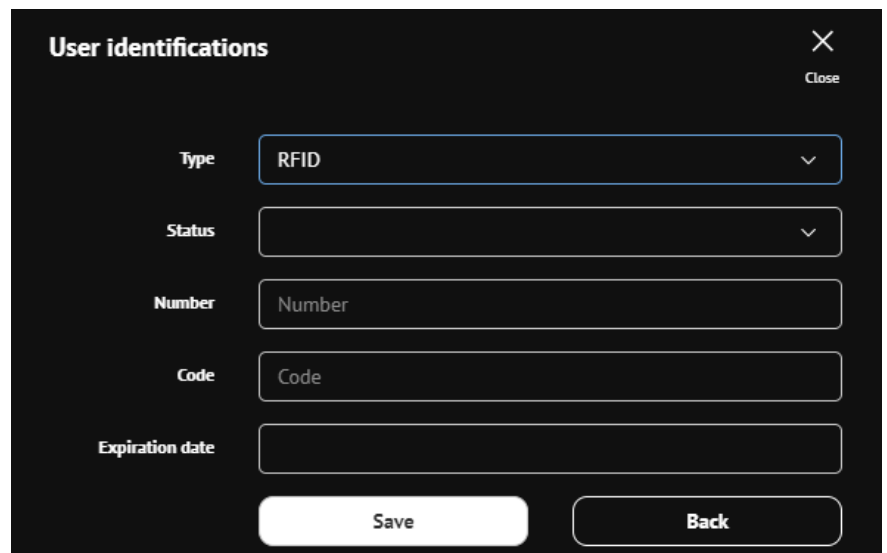 User identifications
Close
Type RFID
Status
Number Number
Code Code
Expiration date
Save Back